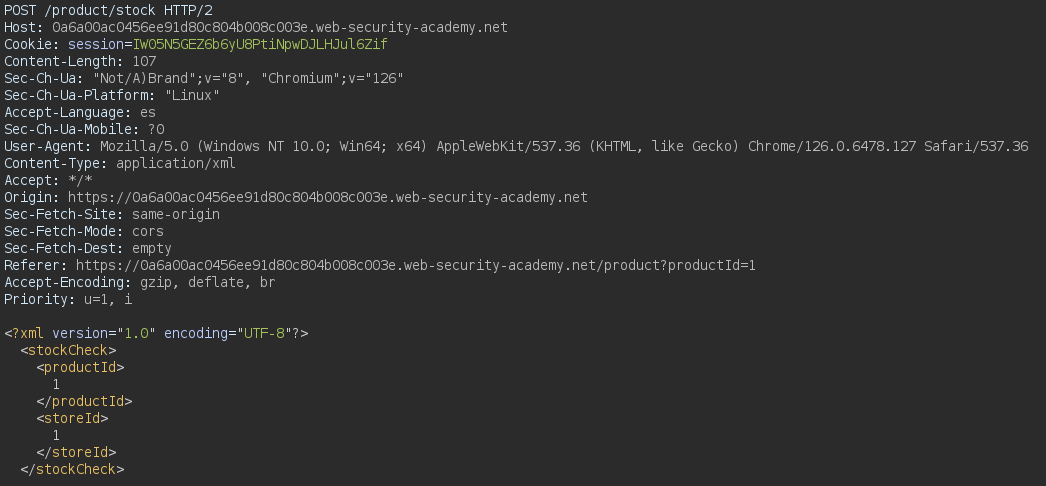 POST /product/stock HTTP/2
Host: 0a6a00ac0456ee91d80c804b008c003e.web-security-academy.net
Cookie: session=IW05N5GEZ6b6yU8PtiNpwDJLHJul6Zif
Content-Length: 107
Sec-Ch-Ua: "Not/A)Brand";v="8", "Chromium";v="126"
Sec-Ch-Ua-Platform: "Linux"
Accept-Language: es
Sec-Ch-Ua-Mobile: ?0
User-Agent: Mozilla/5.0 (Windows NT 10.0; Win64; x64) AppleWebKit/537.36 (KHTML, like Gecko) Chrome/126.0.6478.127 Safari/537.36
Content-Type: application/xml
Accept: */*
Origin: https://0a6a00ac0456ee91d80c804b008c003e.web-security-academy.net
Sec-Fetch-Site: same-origin
Sec-Fetch-Mode: cors
Sec-Fetch-Dest: empty
Referer: https://0a6a00ac0456ee91d80c804b008c003e.web-security-academy.net/product?productId=1
Accept-Encoding: gzip, deflate, br
Priority: u=1, i

<?xml version="1.0" encoding="UTF-8"?>
  <stockCheck>
    <productId>
      1
    </productId>
    <storeId>
      1
    </storeId>
  </stockCheck>